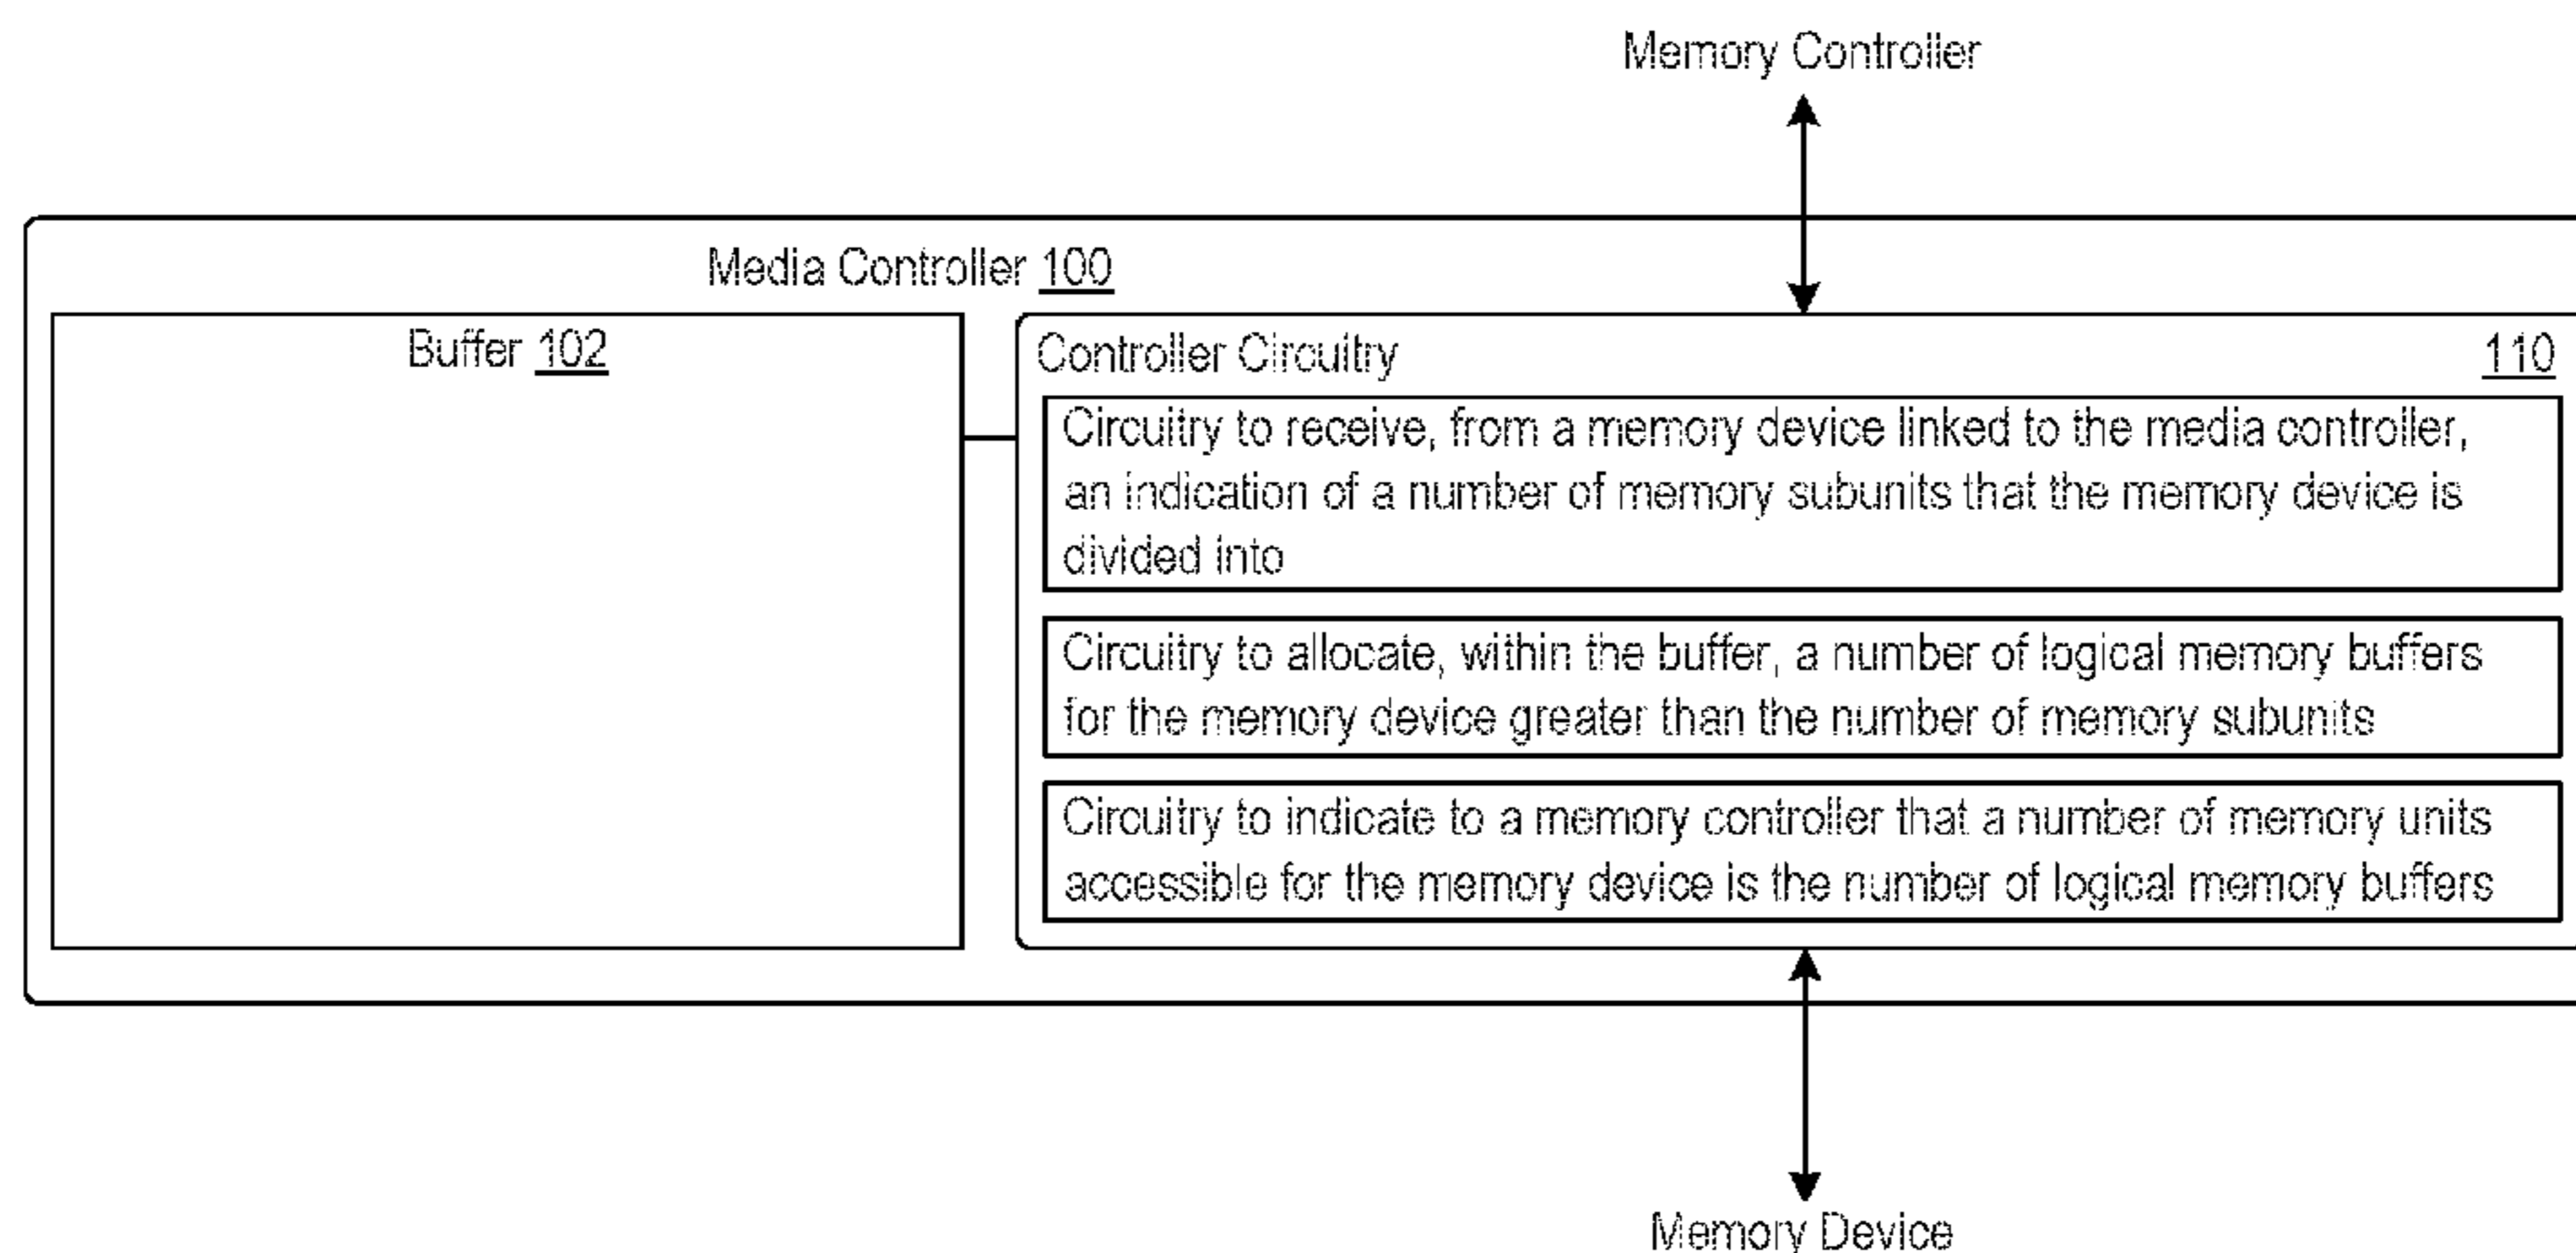 Memory Controller
Media Controller 100
Buffer 102
Controller Circuitry 110
Circuitry to receive, from a memory device linked to the media controller,
an indication of a number of memory subunits that the memory device is
divided into
Circuitry to allocate, within the buffer, a number of logical memory buffers
for the memory device greater than the number of memory subunits
Circuitry to indicate to a memory controller that a number of memory units
accessible for the memory device is the number of logical memory buffers
Memory Device